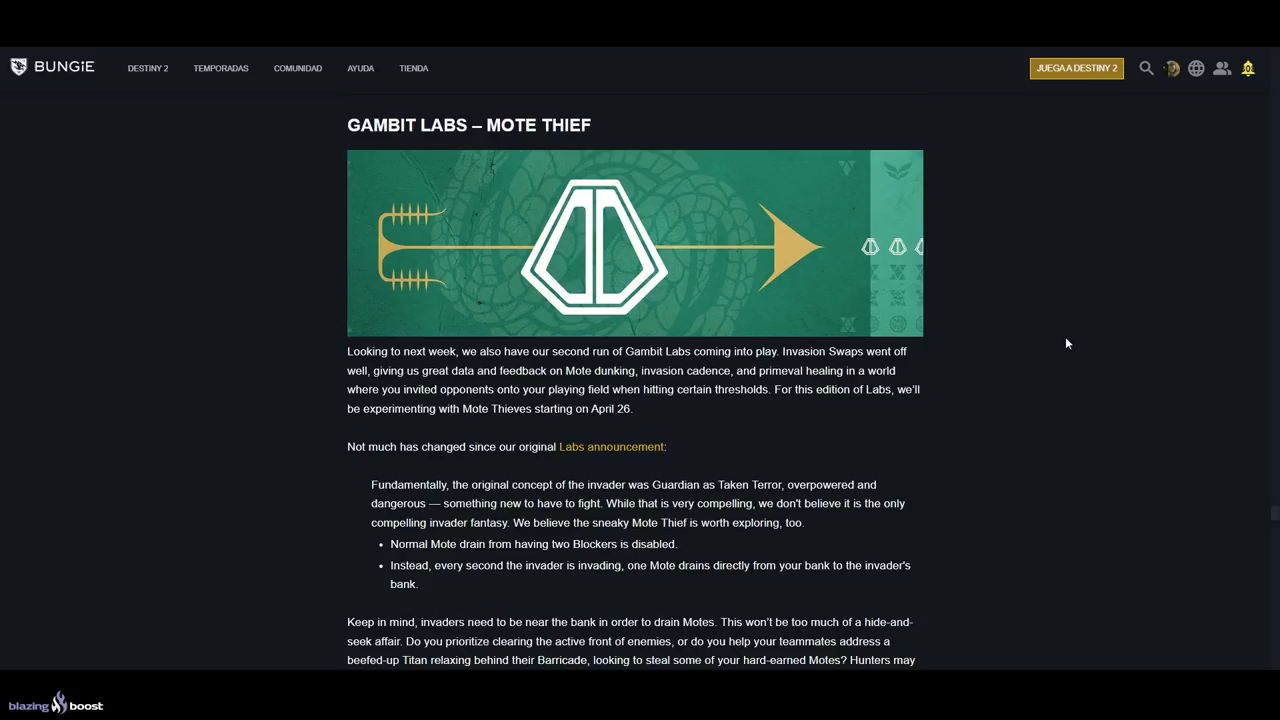 BUNGiE
DESTINY 2
TEMPORADAS
COMUNIDAD
AYUDA
TIENDA
JUEGA A DESTINY 2
GAMBIT LABS – MOTE THIEF
Looking to next week, we also have our second run of Gambit Labs coming into play. Invasion Swaps went off
well, giving us great data and feedback on Mote dunking, invasion cadence, and primeval healing in a world
where you invited opponents onto your playing field when hitting certain thresholds. For this edition of Labs, we'll
be experimenting with Mote Thieves starting on April 26.
Not much has changed since our original Labs announcement:
Fundamentally, the original concept of the invader was Guardian as Taken Terror, overpowered and
dangerous — something new to have to fight. While that is very compelling, we don't believe it is the only
compelling invader fantasy. We believe the sneaky Mote Thief is worth exploring, too.
• Normal Mote drain from having two Blockers is disabled.
• Instead, every second the invader is invading, one Mote drains directly from your bank to the invader's
bank.
Keep in mind, invaders need to be near the bank in order to drain Motes. This won't be too much of a hide-and-
seek affair. Do you prioritize clearing the active front of enemies, or do you help your teammates address a
beefed-up Titan relaxing behind their Barricade, looking to steal some of your hard-earned Motes? Hunters may
blazing boost